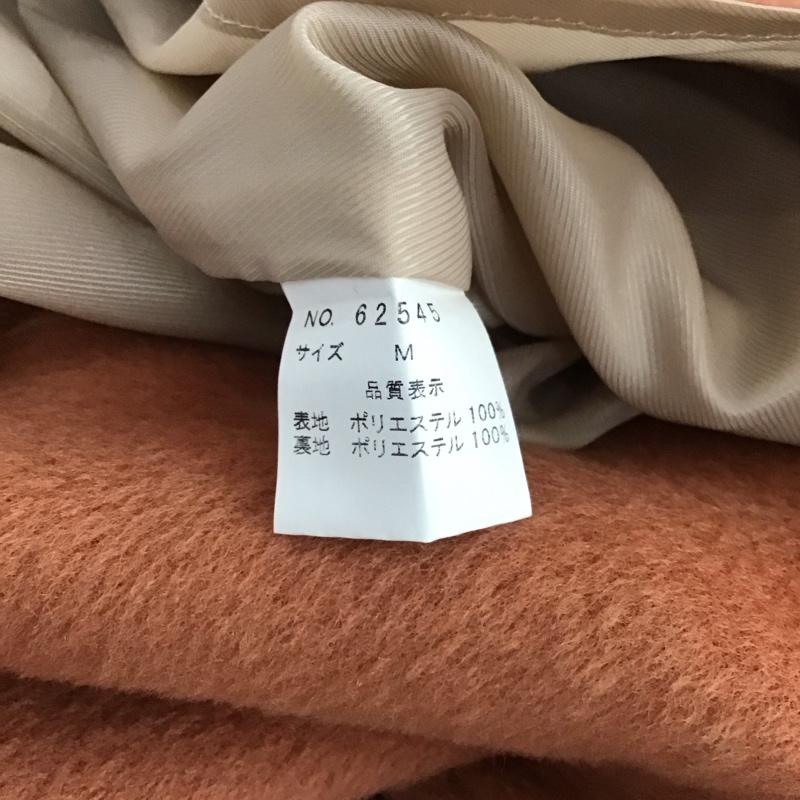 NO. 62545
サイズ M
品質表示
表地 ポリエステル 100%
裏地 ポリエステル 100%